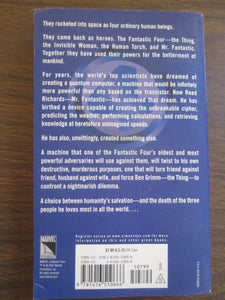 They rocketed into space as four ordinary human beings.
They came back as heroes. The Fantastic Four—the Thing,
the Invisible Woman, the Human Torch, and Mr. Fantastic.
Together they have used their powers for the betterment of
mankind.
For years, the world's top scientists have dreamed of
creating a quantum computer, a machine that would be infinitely
more powerful than any based on the transistor. Now Reed
Richards—Mr. Fantastic—has achieved that dream. He has
birthed a device capable of creating the unbreakable cipher,
predicting the weather, performing calculations, and retrieving
knowledge at heretofore unimagined speeds.
He has also, unwittingly, created something else.
A machine that one of the Fantastic Four's oldest and most
powerful adversaries will use against them, will twist to his own
destructive, murderous purposes, one that will turn friend against
friend, husband against wife, and force Ben Grimm—the Thing—to
confront a nightmarish dilemma.
A choice between humanity's salvation—and the death of the three
people he loves most in all the world. . . .
MARVEL